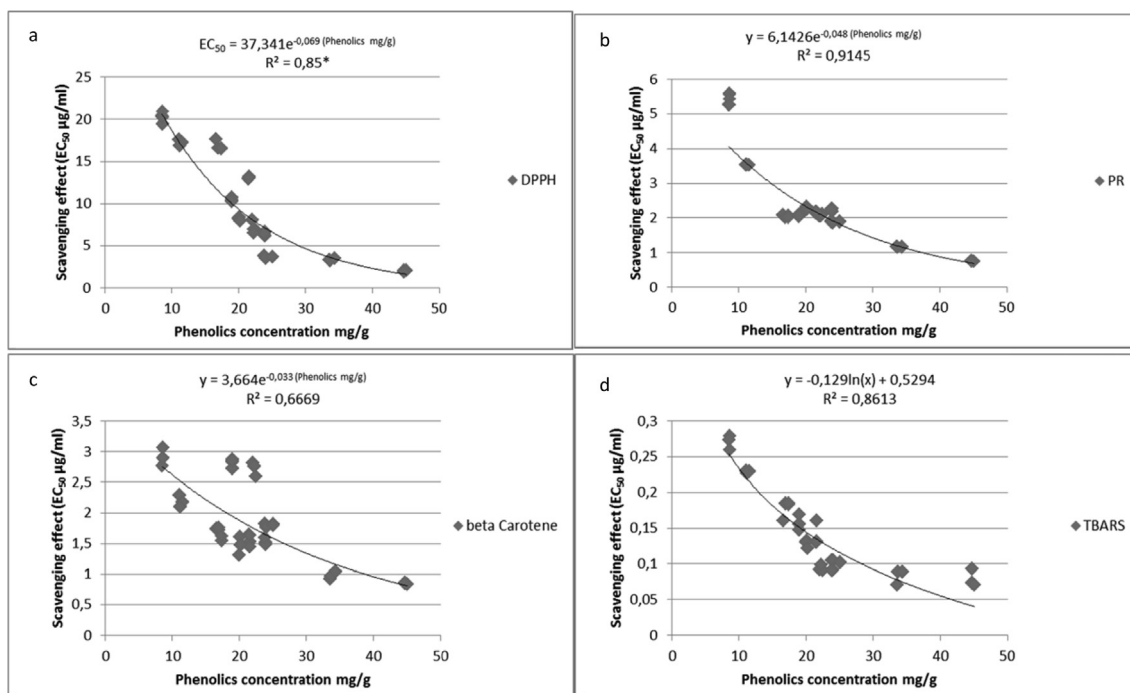 a
EC₅₀ = 37,341e^-0,069 (Phenolics mg/g)
R² = 0,85*
Scavenging effect (EC₅₀ µg/ml)
25
20
15
10
5
0
0 10 20 30 40 50
Phenolics concentration mg/g
DPPH
b
y = 6,1426e^-0,048 (Phenolics mg/g)
R² = 0,9145
Scavenging effect (EC₅₀ µg/ml)
6
5
4
3
2
1
0
0 10 20 30 40 50
Phenolics concentration mg/g
PR
c
y = 3,664e^-0,033 (Phenolics mg/g)
R² = 0,6669
Scavenging effect (EC₅₀ µg/ml)
3,5
3
2,5
2
1,5
1
0,5
0
0 10 20 30 40 50
Phenolics concentration mg/g
beta Carotene
d
y = -0,129ln(x) + 0,5294
R² = 0,8613
Scavenging effect (EC₅₀ µg/ml)
0,3
0,25
0,2
0,15
0,1
0,05
0
0 10 20 30 40 50
Phenolics concentration mg/g
TBARS